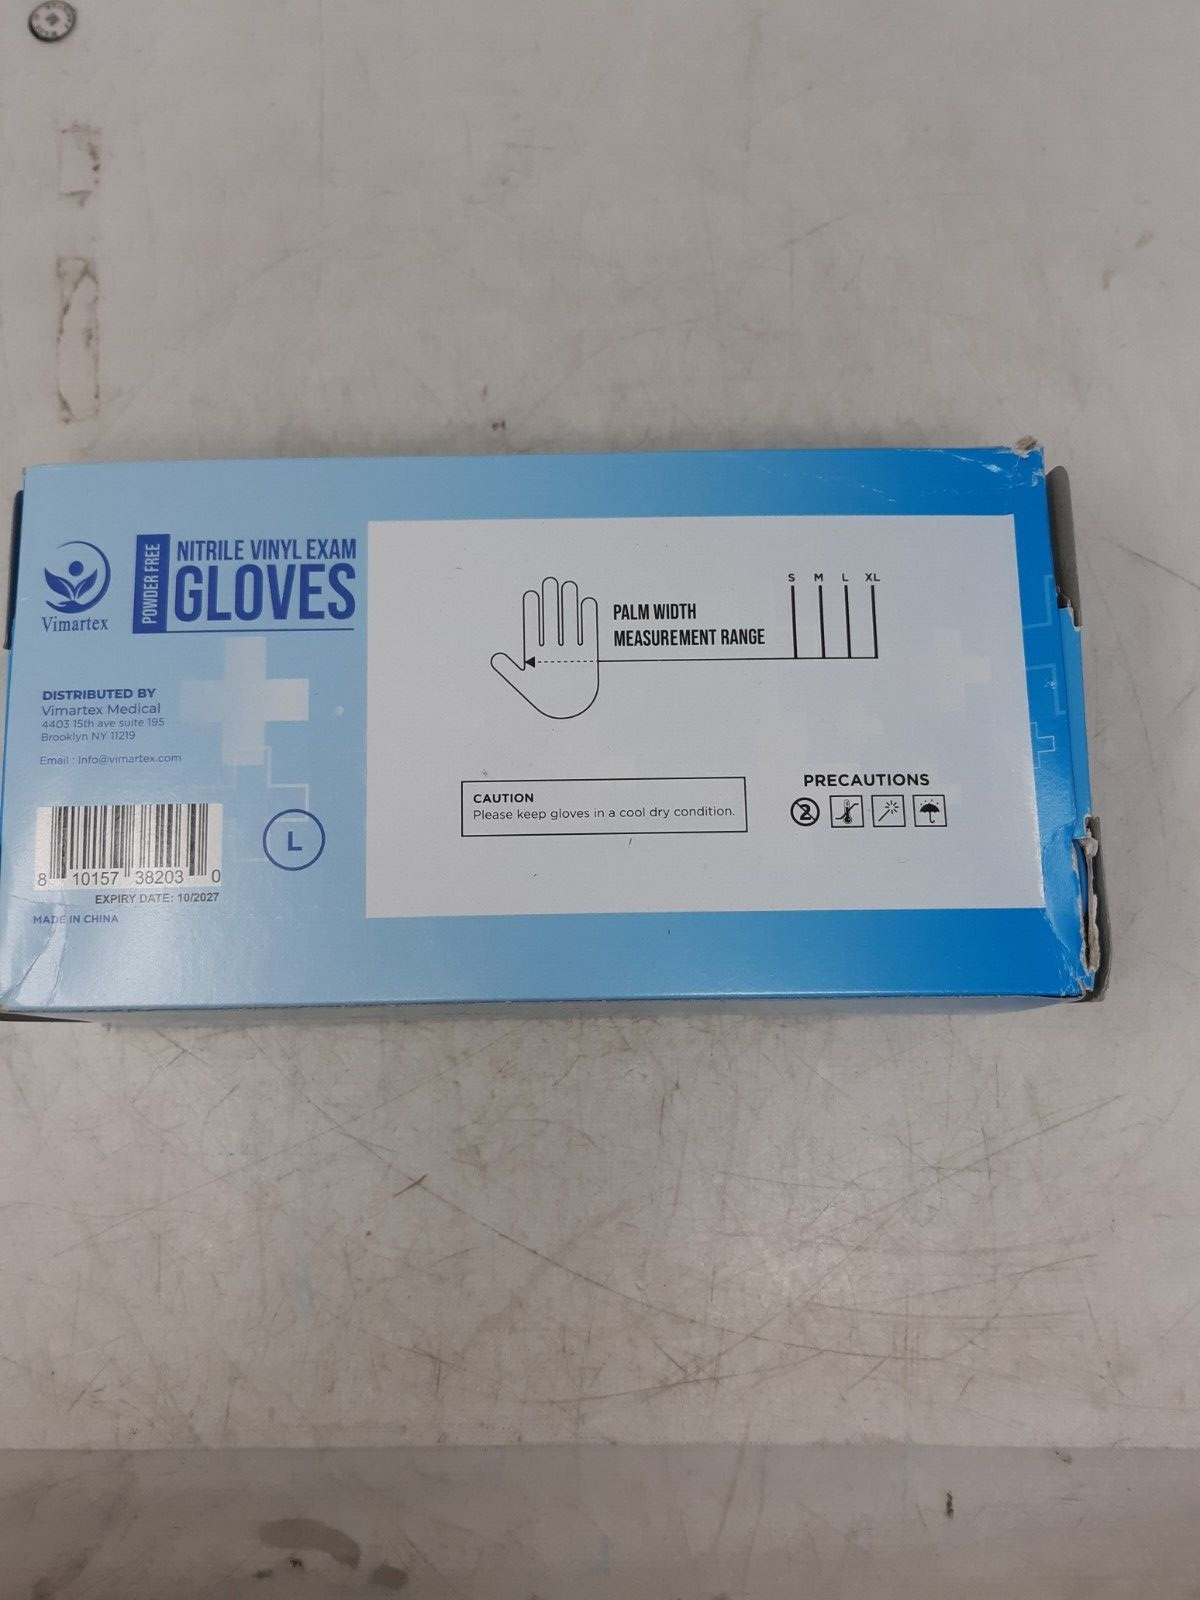 Vimartex
POWDER FREE
NITRILE VINYL EXAM
GLOVES
DISTRIBUTED BY
Vimartex Medical
4403 15th ave suite 195
Brooklyn NY 11219
Email : Info@vimartex.com
8 10157 38203 0
EXPIRY DATE: 10/2027
MADE IN CHINA
L
PALM WIDTH
MEASUREMENT RANGE
S M L XL
CAUTION
Please keep gloves in a cool dry condition.
PRECAUTIONS
2